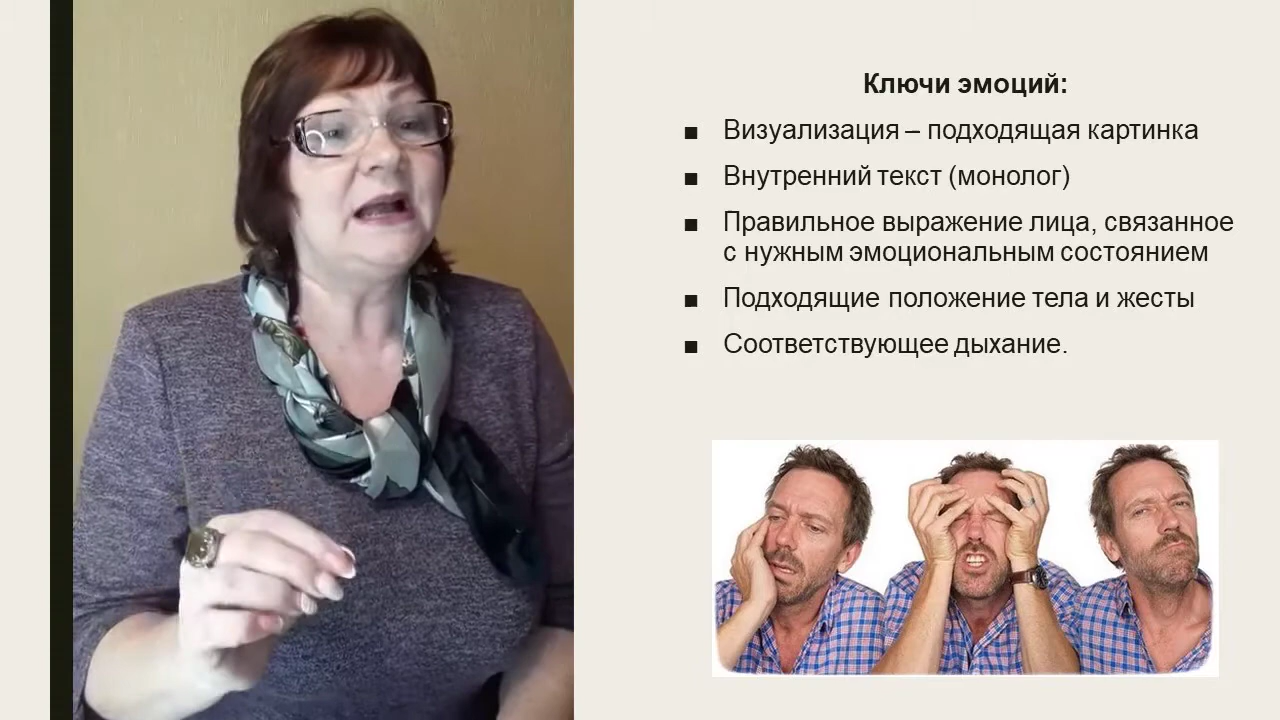 Ключи эмоций:
■ Визуализация – подходящая картинка
■ Внутренний текст (монолог)
■ Правильное выражение лица, связанное
с нужным эмоциональным состоянием
■ Подходящие положение тела и жесты
■ Соответствующее дыхание.